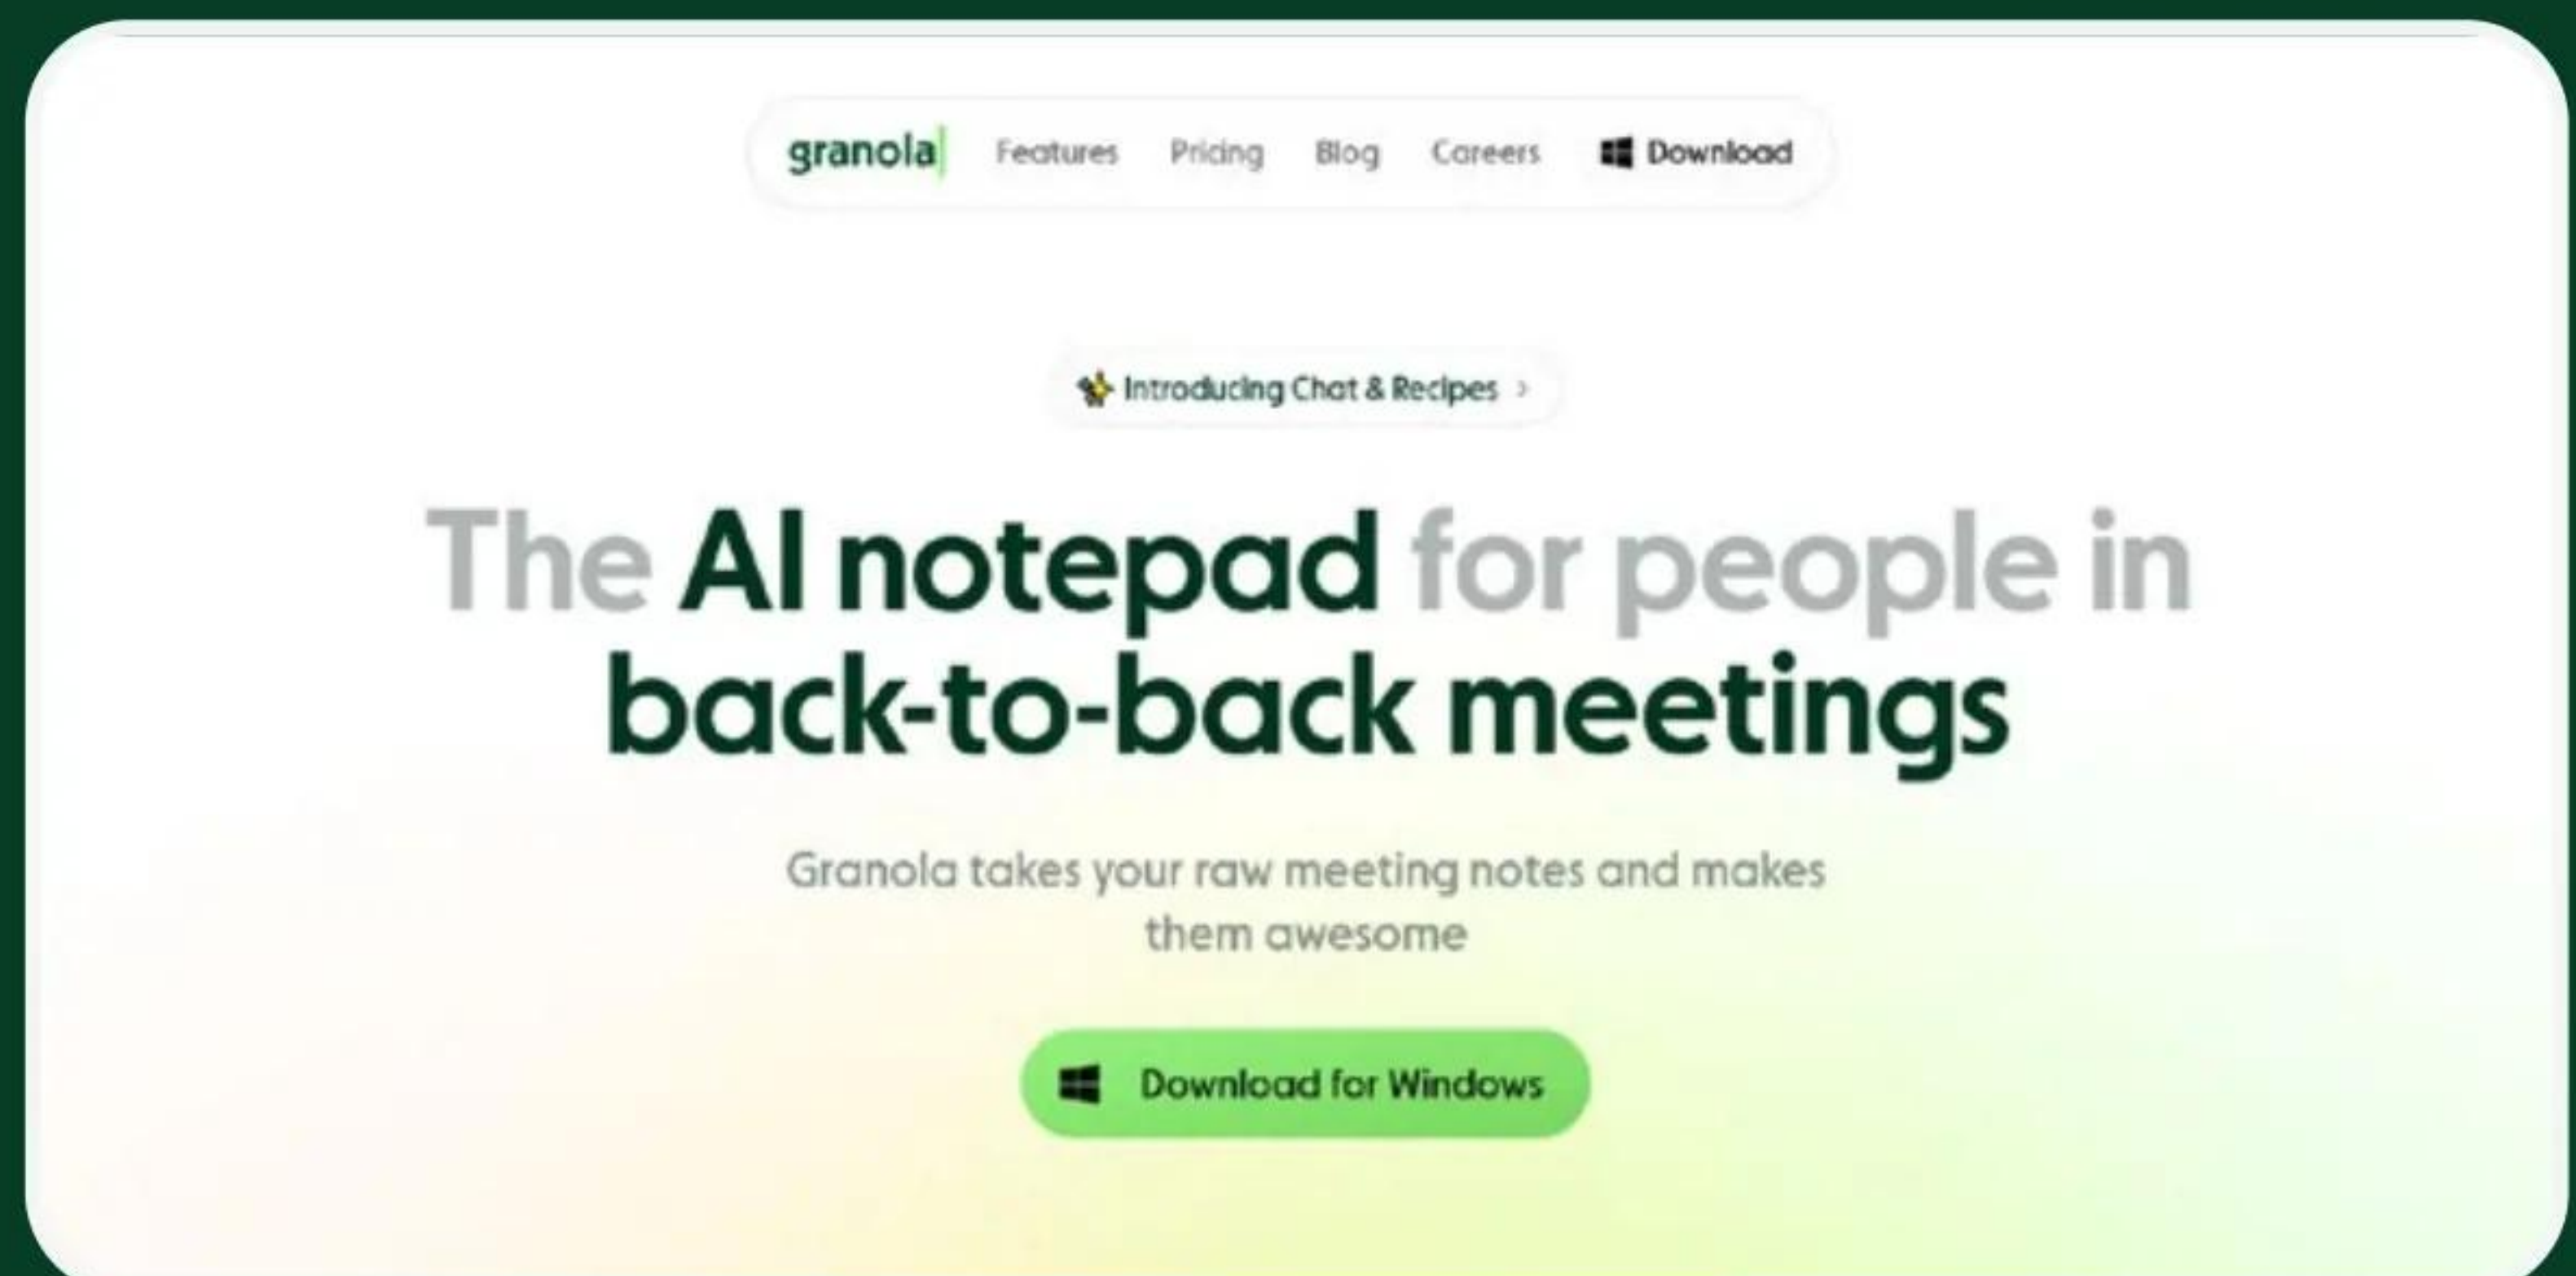 granola
Features
Pricing
Blog
Careers
Download
Introducing Chat & Recipes
The AI notepad for people in
back-to-back meetings
Granola takes your raw meeting notes and makes
them awesome
Download for Windows